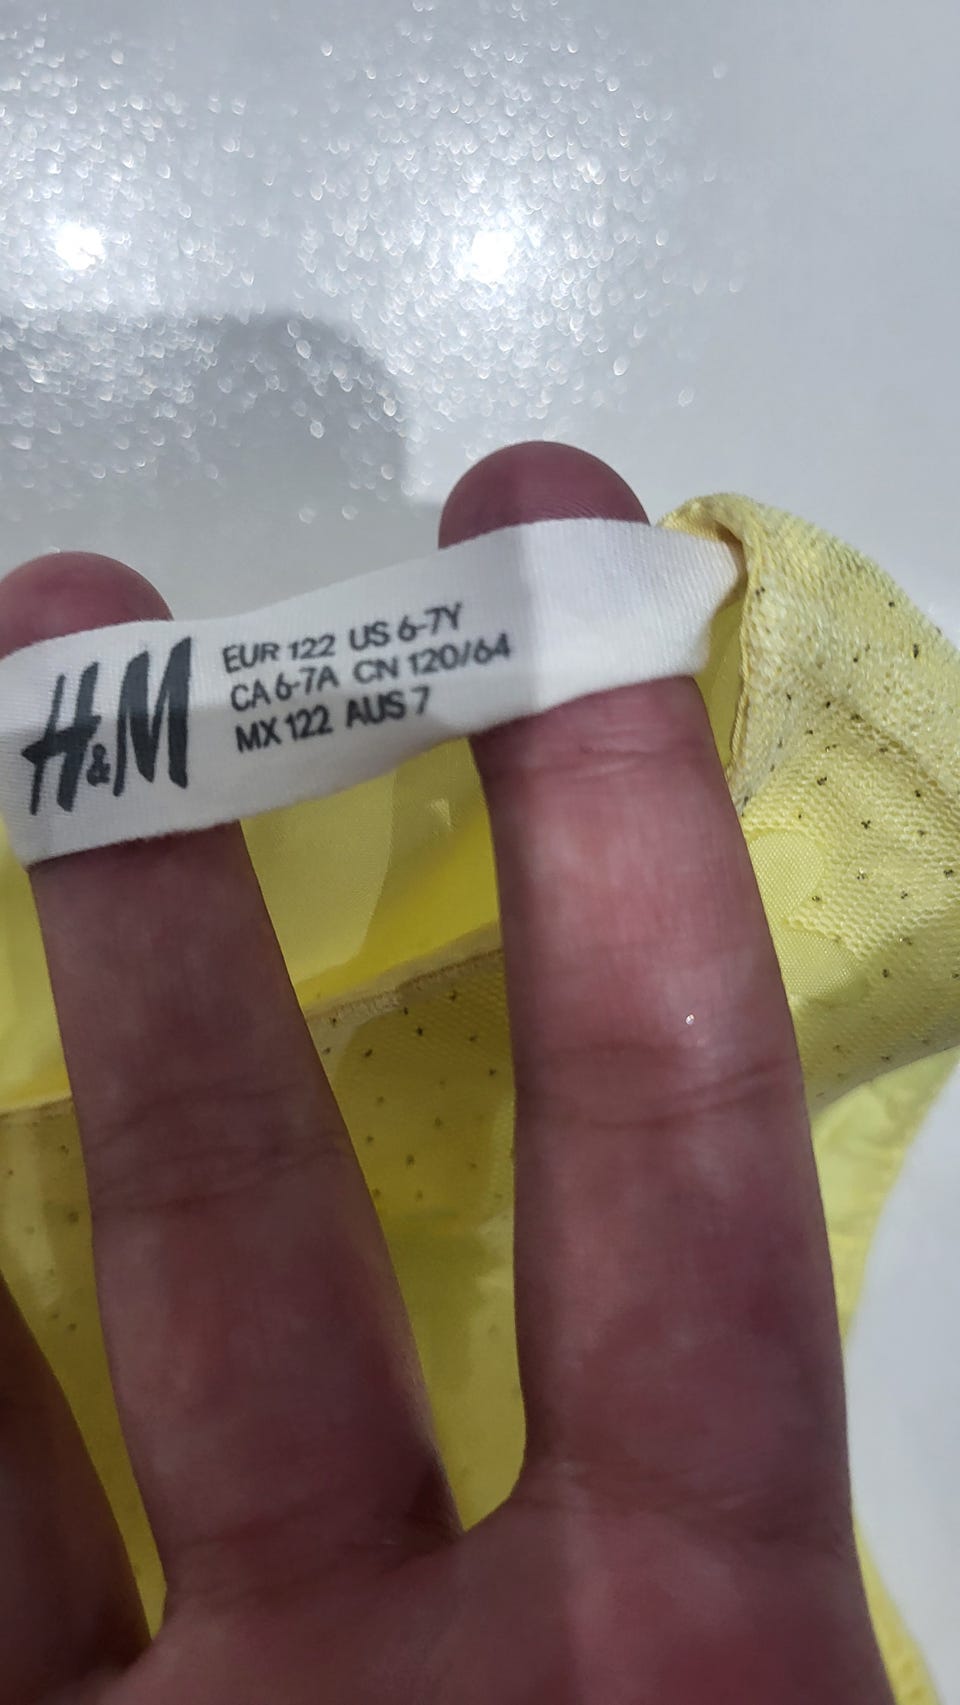 H&M
EUR 122 US 6-7Y
CA 6-7A CN 120/64
MX 122 AUS 7